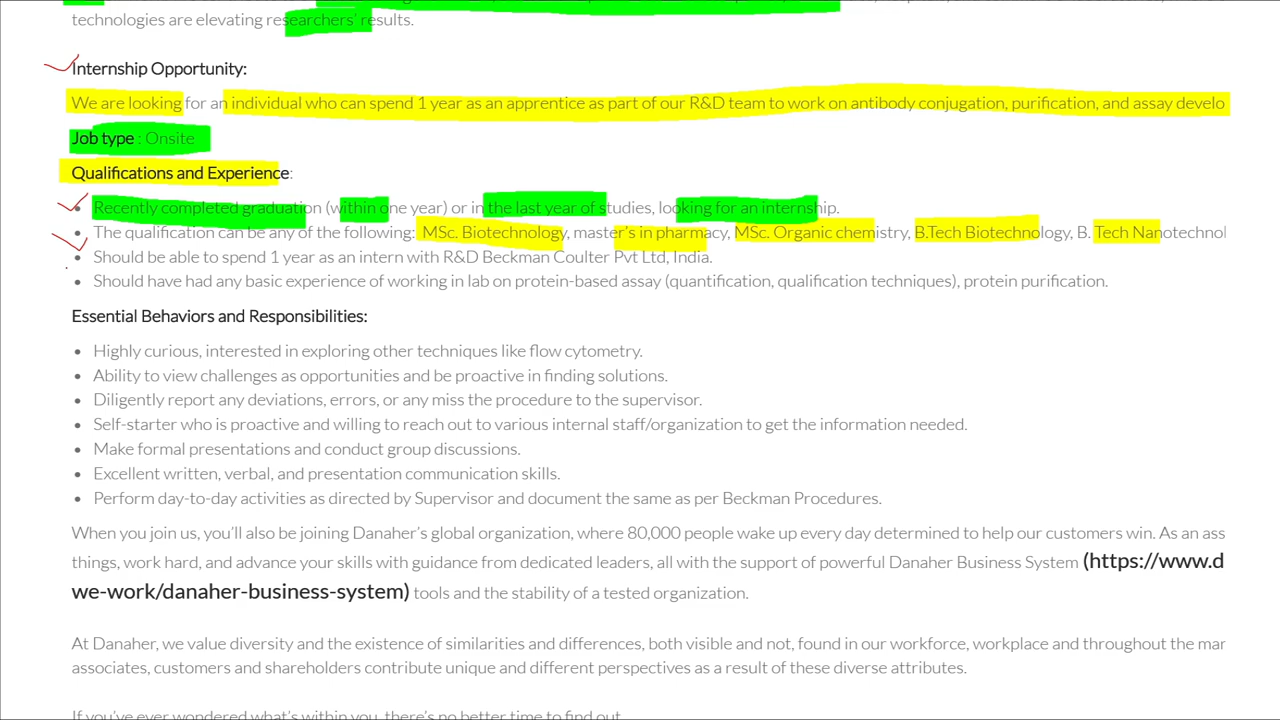 technologies are elevating researchers' results.
Internship Opportunity:
We are looking for an individual who can spend 1 year as an apprentice as part of our R&D team to work on antibody conjugation, purification, and assay develo
Job type : Onsite
Qualifications and Experience:
• Recently completed graduation (within one year) or in the last year of studies, looking for an internship.
• The qualification can be any of the following: MSc. Biotechnology, master's in pharmacy, MSc. Organic chemistry, B.Tech Biotechnology, B. Tech Nanotechnol
• Should be able to spend 1 year as an intern with R&D Beckman Coulter Pvt Ltd, India.
• Should have had any basic experience of working in lab on protein-based assay (quantification, qualification techniques), protein purification.
Essential Behaviors and Responsibilities:
• Highly curious, interested in exploring other techniques like flow cytometry.
• Ability to view challenges as opportunities and be proactive in finding solutions.
• Diligently report any deviations, errors, or any miss the procedure to the supervisor.
• Self-starter who is proactive and willing to reach out to various internal staff/organization to get the information needed.
• Make formal presentations and conduct group discussions.
• Excellent written, verbal, and presentation communication skills.
• Perform day-to-day activities as directed by Supervisor and document the same as per Beckman Procedures.
When you join us, you'll also be joining Danaher's global organization, where 80,000 people wake up every day determined to help our customers win. As an ass
things, work hard, and advance your skills with guidance from dedicated leaders, all with the support of powerful Danaher Business System (https://www.d
we-work/danaher-business-system) tools and the stability of a tested organization.
At Danaher, we value diversity and the existence of similarities and differences, both visible and not, found in our workforce, workplace and throughout the mar
associates, customers and shareholders contribute unique and different perspectives as a result of these diverse attributes.
If you've ever wondered what's within you, there's no better time to find out.